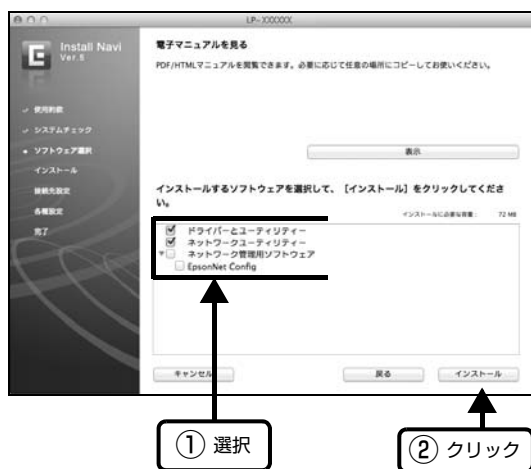 LP-XXXXXX
Install Navi
Ver.5
使用許諾
システムチェック
ソフトウェア選択
インストール
接続先設定
各種設定
完了
電子マニュアルを見る
PDF/HTMLマニュアルを閲覧できます。必要に応じて任意の場所にコピーしてお使いください。
表示
インストールするソフトウェアを選択して、［インストール］をクリックしてくださ
い。
インストールに必要な容量： 72 MB
ドライバーとユーティリティー
ネットワークユーティリティー
ネットワーク管理用ソフトウェア
EpsonNet Config
キャンセル
戻る
インストール
① 選択
② クリック